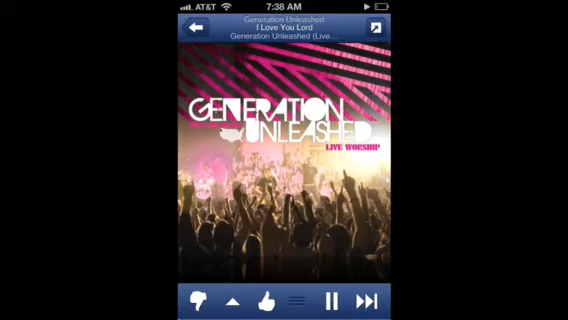 AT&T 7:38 AM
Generation Unleashed
I Love You Lord
Generation Unleashed (Live...
GENERATION
UNLEASHED
LIVE WORSHIP